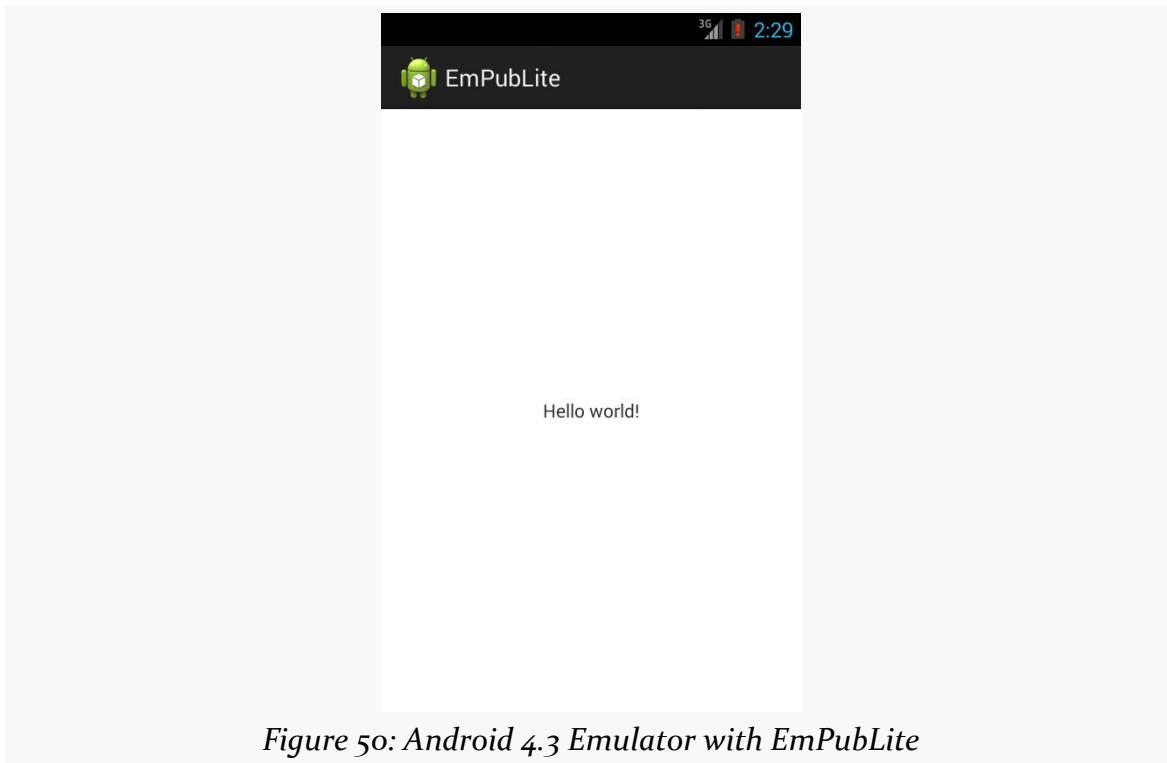 3G 2:29
EmPubLite
Hello world!
Figure 50: Android 4.3 Emulator with EmPubLite